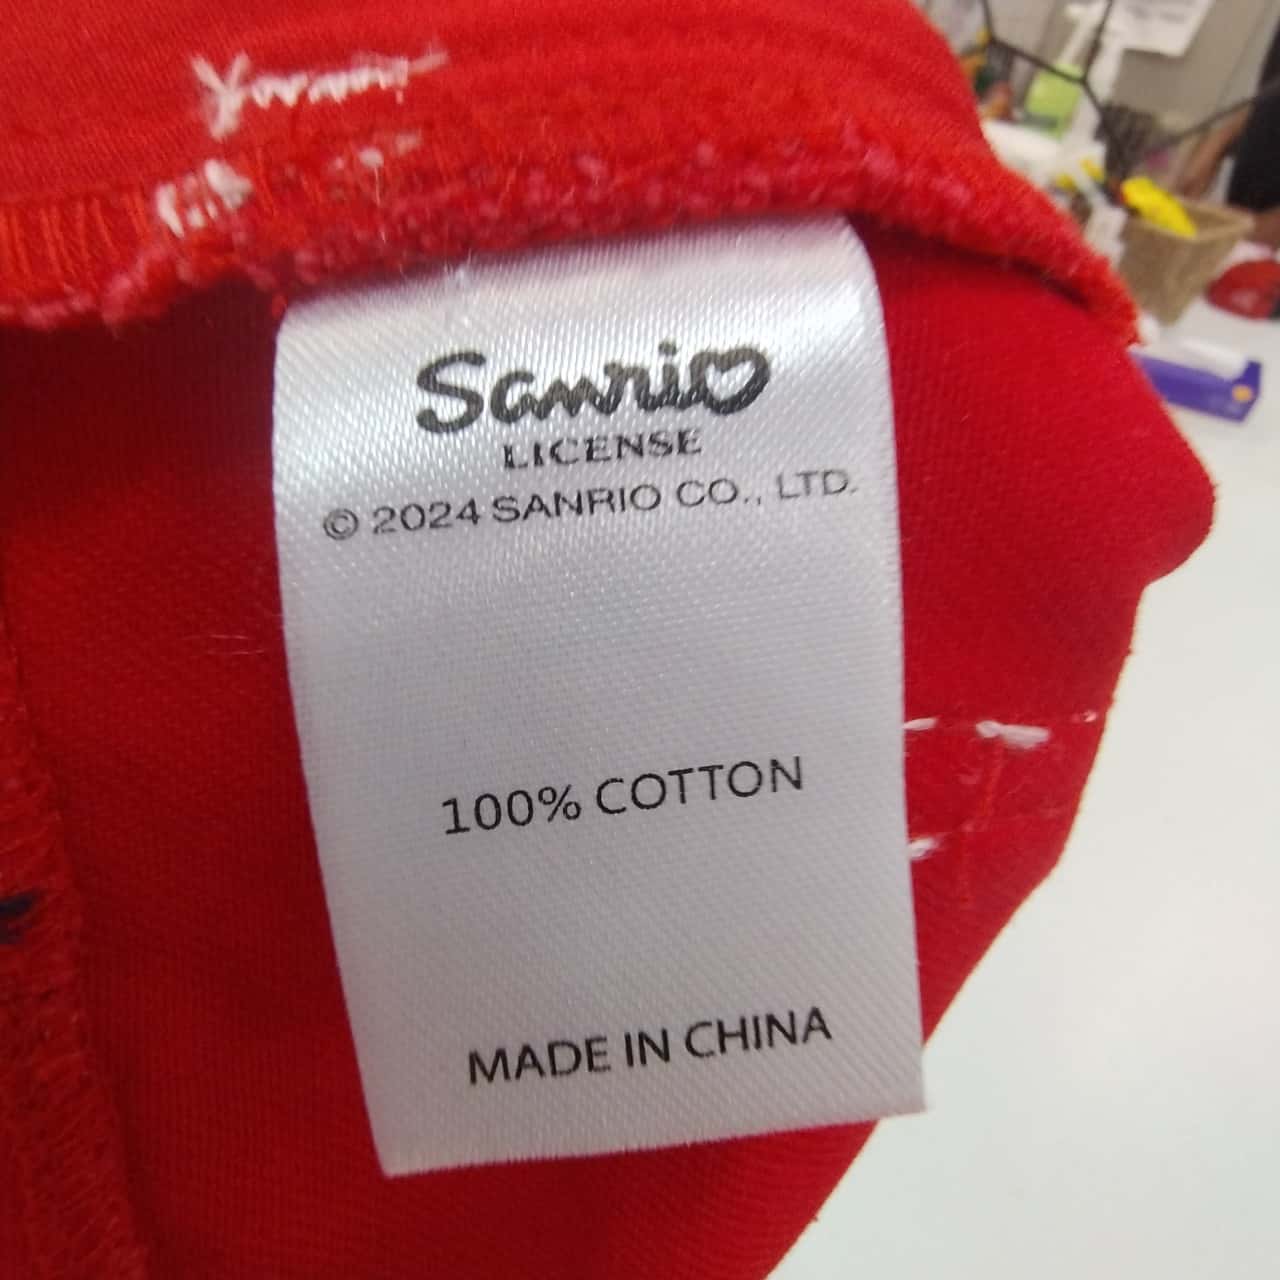 Sanrio
LICENSE
© 2024 SANRIO CO., LTD.
100% COTTON
MADE IN CHINA